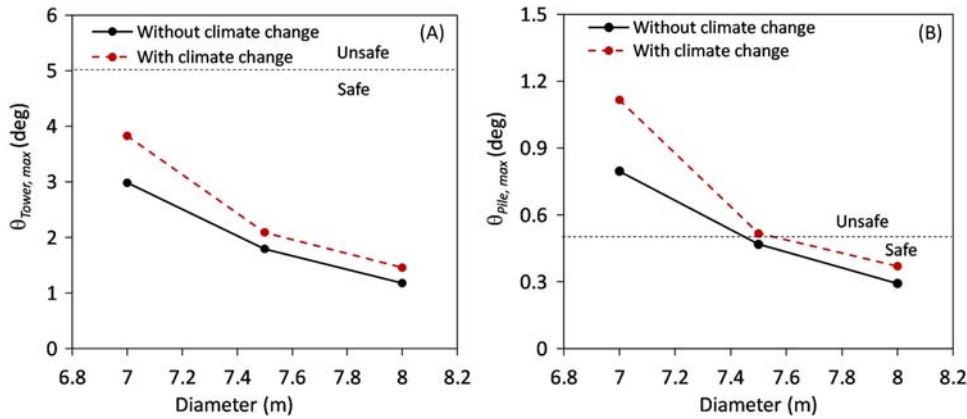 6
5
4
3
2
1
0
θTower, max (deg)
Without climate change
With climate change
(A)
Unsafe
Safe
6.8 7 7.2 7.4 7.6 7.8 8 8.2
Diameter (m)
1.5
1.2
0.9
0.6
0.3
0
θPile, max (deg)
Without climate change
With climate change
(B)
Unsafe
Safe
6.8 7 7.2 7.4 7.6 7.8 8 8.2
Diameter (m)